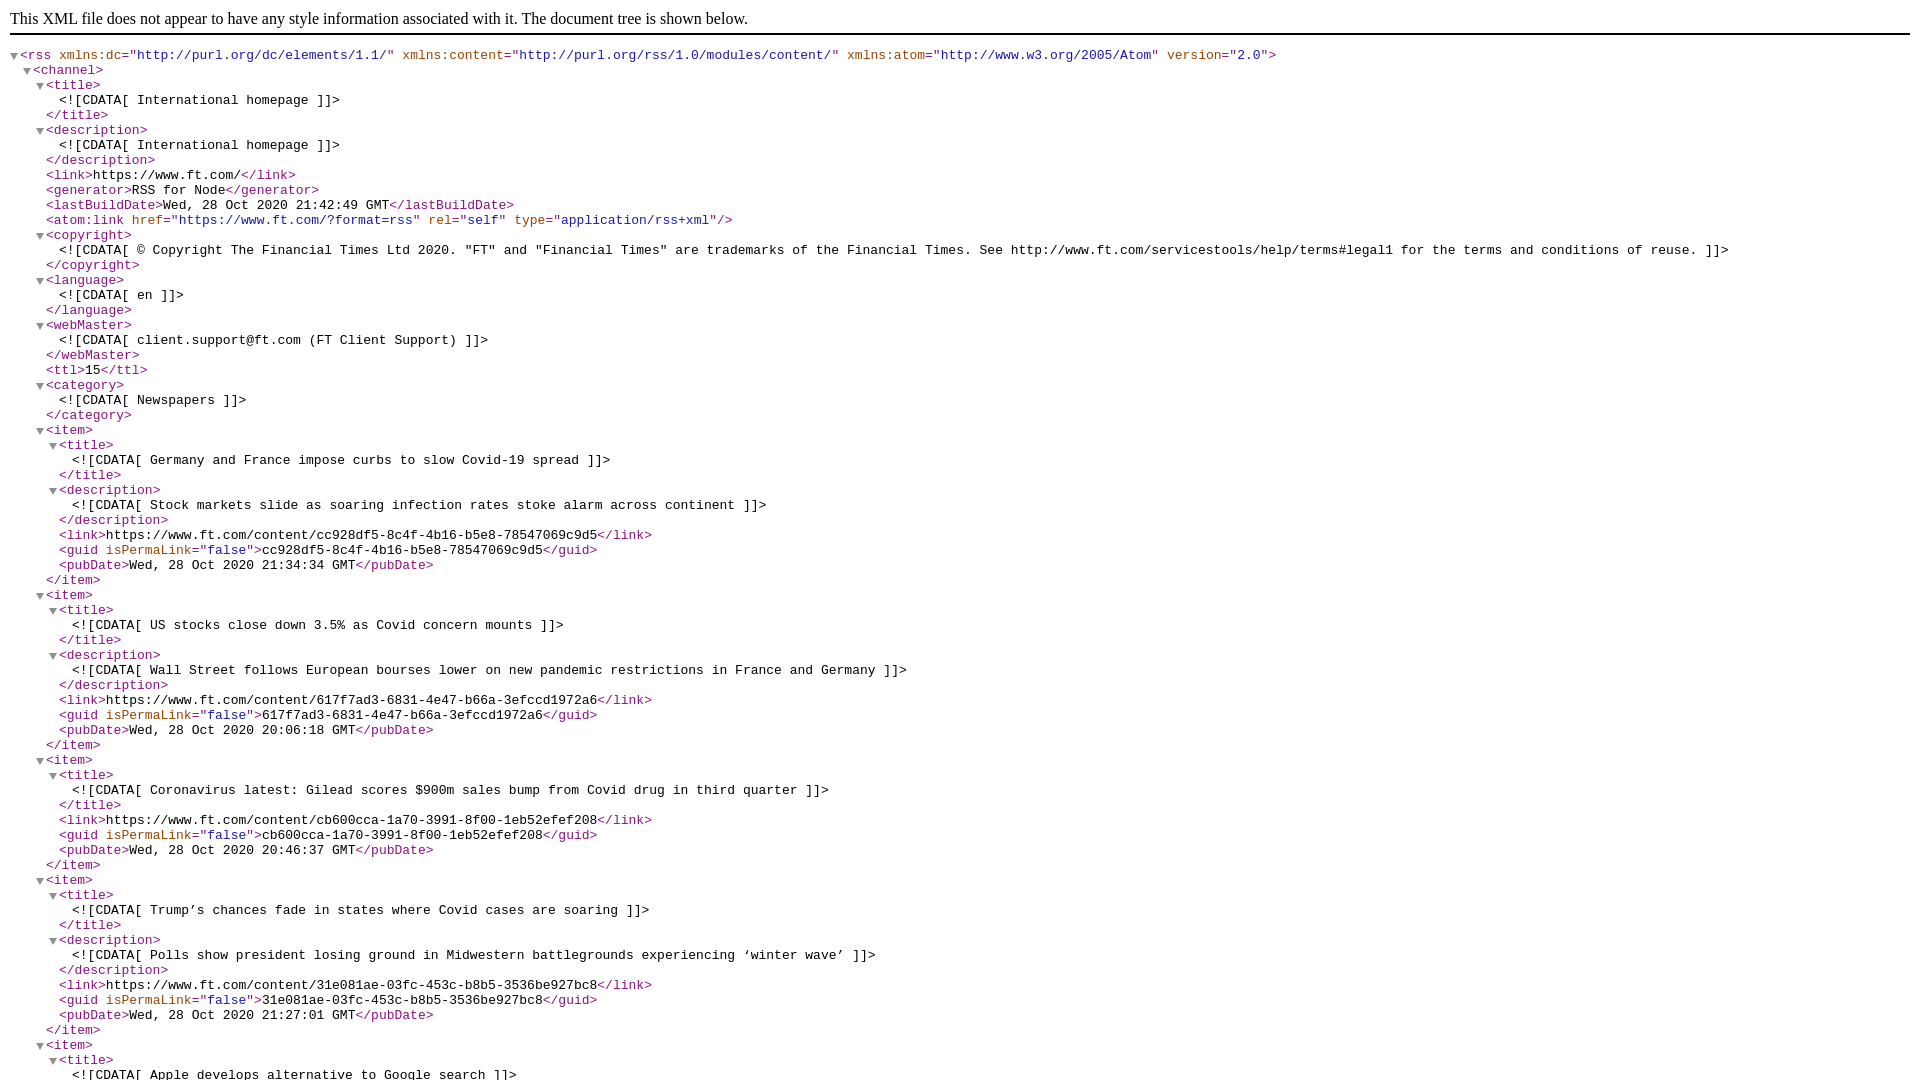 This XML file does not appear to have any style information associated with it. The document tree is shown below.
<rss xmlns:dc="http://purl.org/dc/elements/1.1/" xmlns:content="http://purl.org/rss/1.0/modules/content/" xmlns:atom="http://www.w3.org/2005/Atom" version="2.0">
<channel>
<title>
<![CDATA[ International homepage ]]>
</title>
<description>
<![CDATA[ International homepage ]]>
</description>
<link>https://www.ft.com/</link>
<generator>RSS for Node</generator>
<lastBuildDate>Wed, 28 Oct 2020 21:42:49 GMT</lastBuildDate>
<atom:link href="https://www.ft.com/?format=rss" rel="self" type="application/rss+xml"/>
<copyright>
<![CDATA[ © Copyright The Financial Times Ltd 2020. "FT" and "Financial Times" are trademarks of the Financial Times. See http://www.ft.com/servicestools/help/terms#legal1 for the terms and conditions of reuse. ]]>
</copyright>
<language>
<![CDATA[ en ]]>
</language>
<webMaster>
<![CDATA[ client.support@ft.com (FT Client Support) ]]>
</webMaster>
<ttl>15</ttl>
<category>
<![CDATA[ Newspapers ]]>
</category>
<item>
<title>
<![CDATA[ Germany and France impose curbs to slow Covid-19 spread ]]>
</title>
<description>
<![CDATA[ Stock markets slide as soaring infection rates stoke alarm across continent ]]>
</description>
<link>https://www.ft.com/content/cc928df5-8c4f-4b16-b5e8-78547069c9d5</link>
<guid isPermaLink="false">cc928df5-8c4f-4b16-b5e8-78547069c9d5</guid>
<pubDate>Wed, 28 Oct 2020 21:34:34 GMT</pubDate>
</item>
<item>
<title>
<![CDATA[ US stocks close down 3.5% as Covid concern mounts ]]>
</title>
<description>
<![CDATA[ Wall Street follows European bourses lower on new pandemic restrictions in France and Germany ]]>
</description>
<link>https://www.ft.com/content/617f7ad3-6831-4e47-b66a-3efccd1972a6</link>
<guid isPermaLink="false">617f7ad3-6831-4e47-b66a-3efccd1972a6</guid>
<pubDate>Wed, 28 Oct 2020 20:06:18 GMT</pubDate>
</item>
<item>
<title>
<![CDATA[ Coronavirus latest: Gilead scores $900m sales bump from Covid drug in third quarter ]]>
</title>
<link>https://www.ft.com/content/cb600cca-1a70-3991-8f00-1eb52efef208</link>
<guid isPermaLink="false">cb600cca-1a70-3991-8f00-1eb52efef208</guid>
<pubDate>Wed, 28 Oct 2020 20:46:37 GMT</pubDate>
</item>
<item>
<title>
<![CDATA[ Trump’s chances fade in states where Covid cases are soaring ]]>
</title>
<description>
<![CDATA[ Polls show president losing ground in Midwestern battlegrounds experiencing ‘winter wave’ ]]>
</description>
<link>https://www.ft.com/content/31e081ae-03fc-453c-b8b5-3536be927bc8</link>
<guid isPermaLink="false">31e081ae-03fc-453c-b8b5-3536be927bc8</guid>
<pubDate>Wed, 28 Oct 2020 21:27:01 GMT</pubDate>
</item>
<item>
<title>
<![CDATA[ Apple develops alternative to Google search ]]>